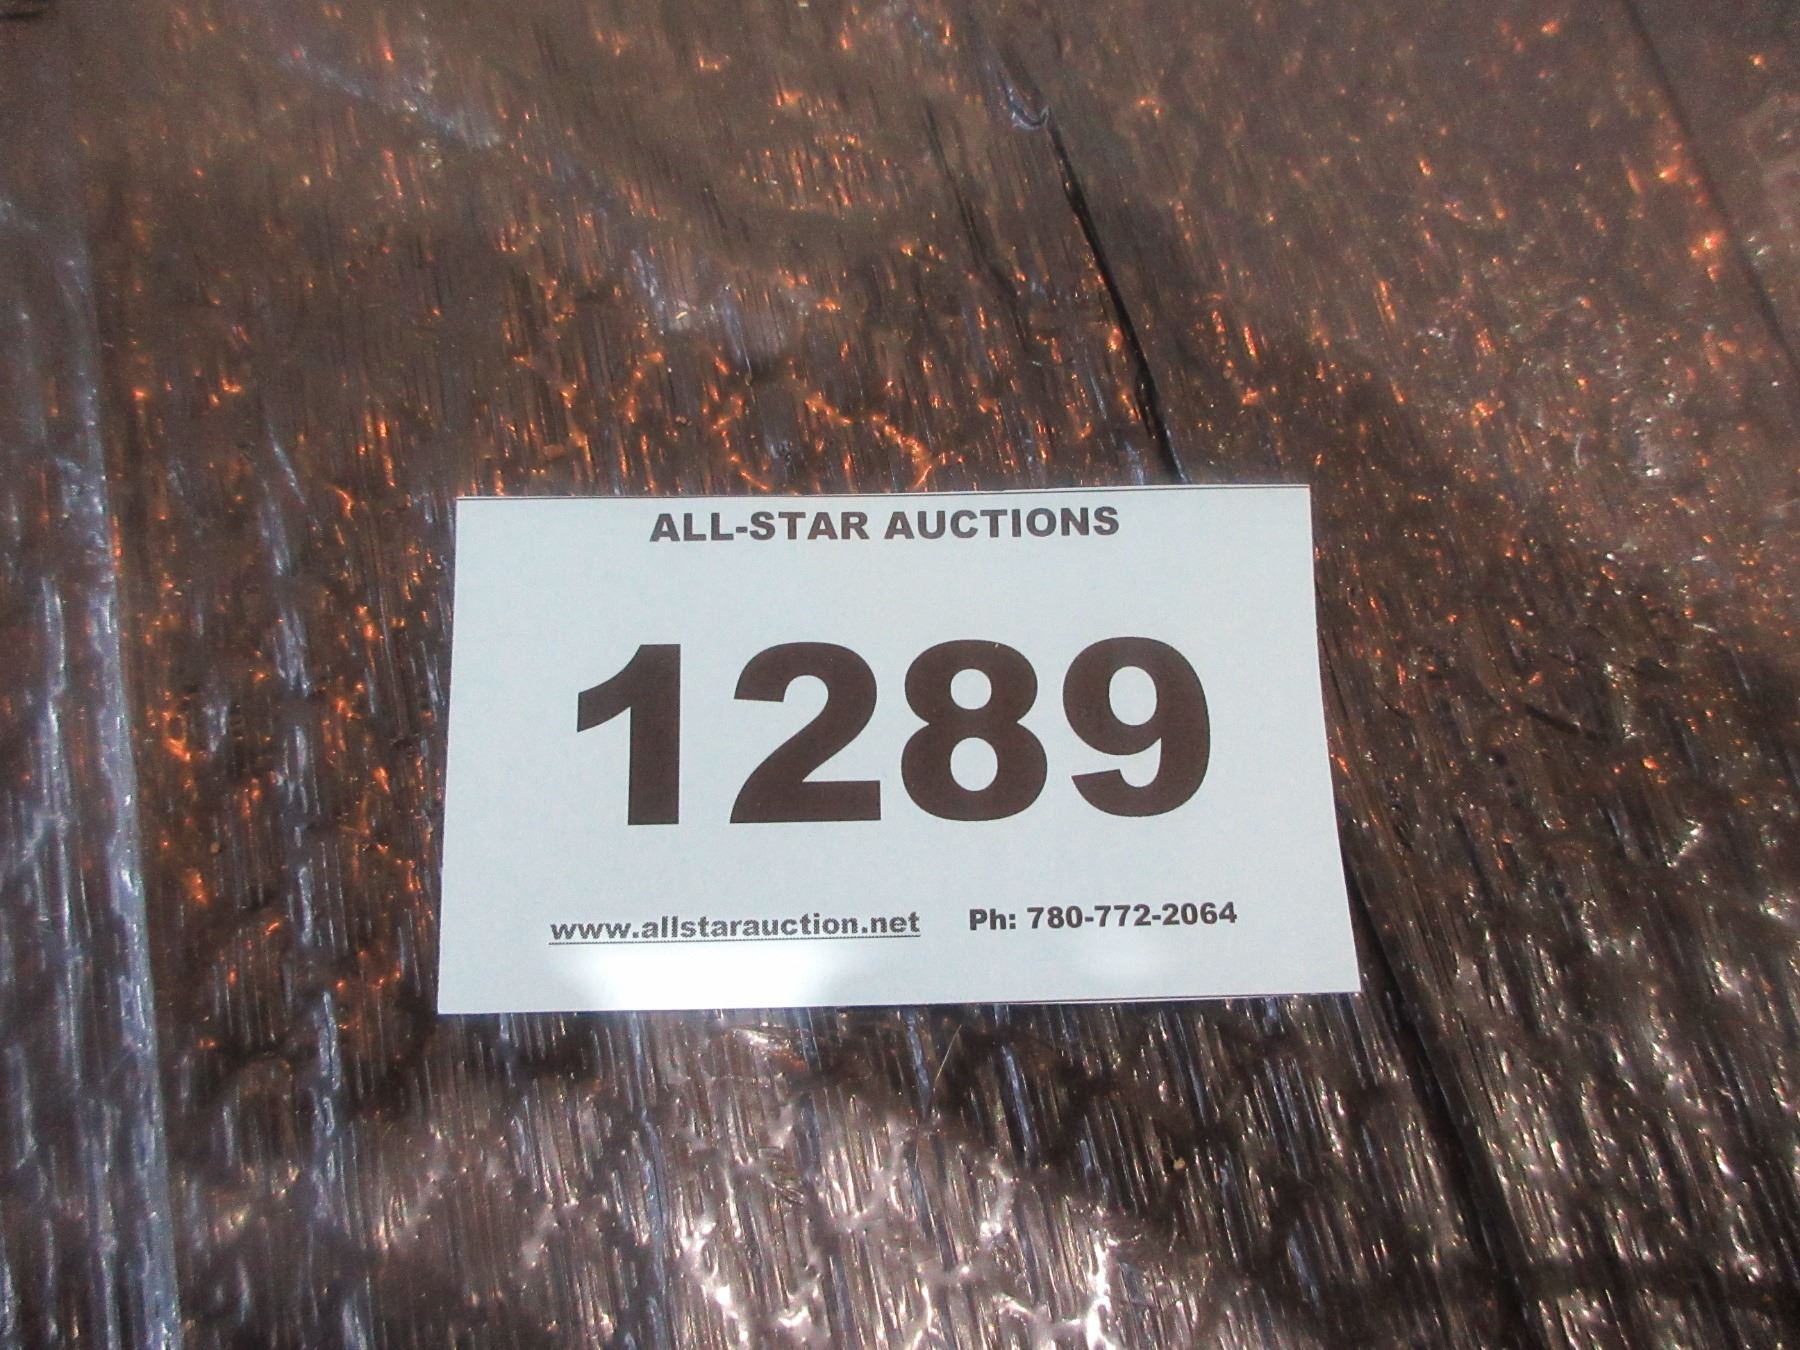 ALL-STAR AUCTIONS
1289
www.allstarauction.net Ph: 780-772-2064